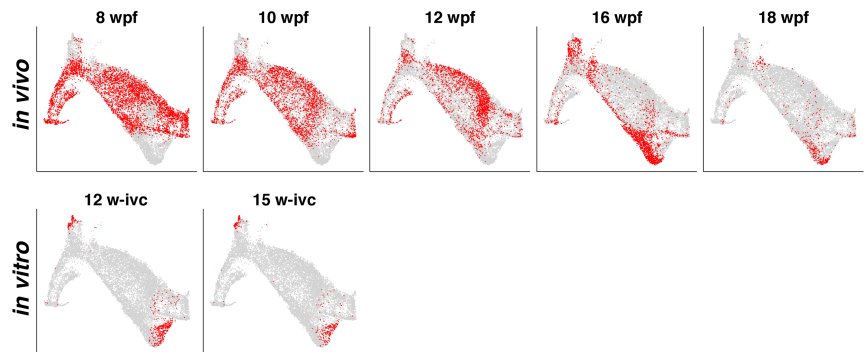 8 wpf 10 wpf 12 wpf 16 wpf 18 wpf
in vivo
12 w-ivc 15 w-ivc
in vitro